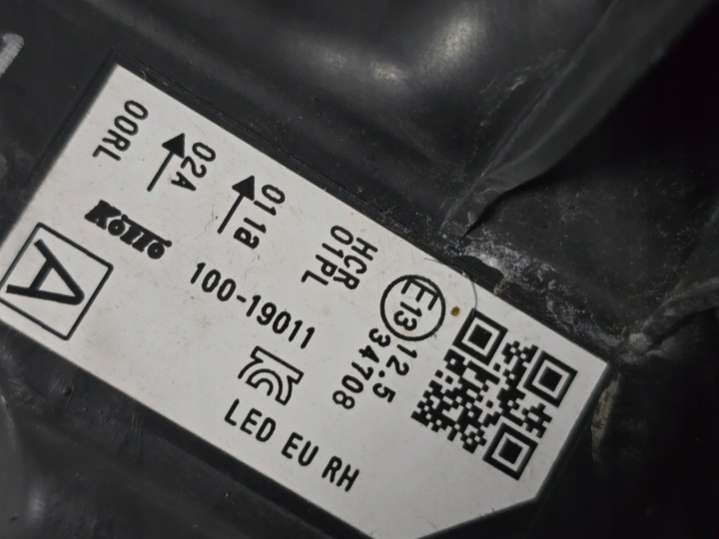 00RL
02A
01 1a
HCR
01PL
E13
12.5
34708
Koito
100-19011
A
LED EU RH